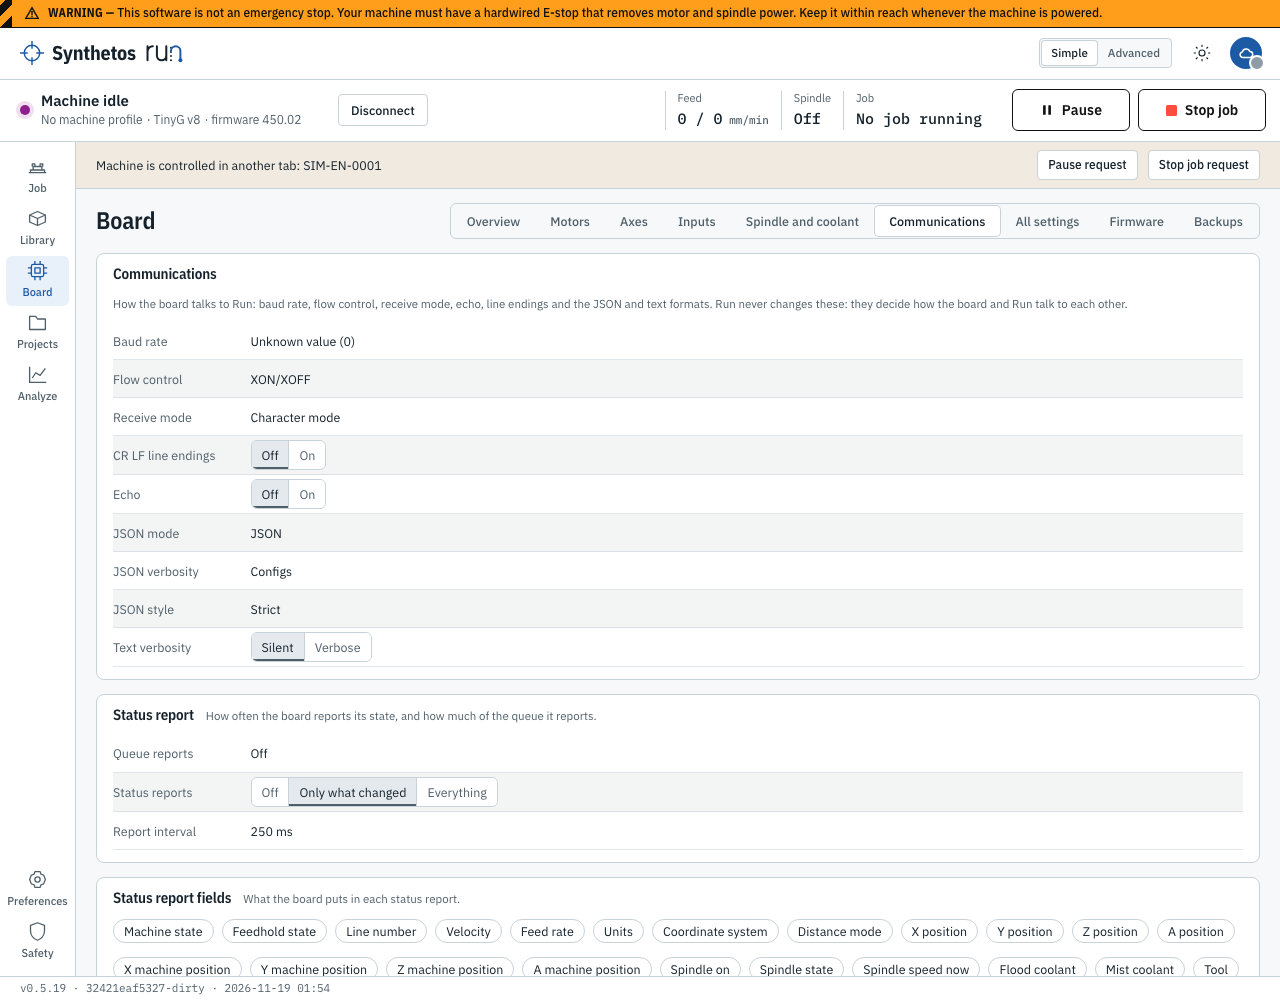 WARNING — This software is not an emergency stop. Your machine must have a hardwired E-stop that removes motor and spindle power. Keep it within reach whenever the machine is powered.
Synthetos run
Simple Advanced
Machine idle
No machine profile · TinyG v8 · firmware 450.02
Disconnect
Feed
0 / 0 mm/min
Spindle
Off
Job
No job running
Pause
Stop job
Machine is controlled in another tab: SIM-EN-0001
Pause request
Stop job request
Job
Library
Board
Projects
Analyze
Preferences
Safety
Board
Overview Motors Axes Inputs Spindle and coolant Communications All settings Firmware Backups
Communications
How the board talks to Run: baud rate, flow control, receive mode, echo, line endings and the JSON and text formats. Run never changes these: they decide how the board and Run talk to each other.
Baud rate Unknown value (0)
Flow control XON/XOFF
Receive mode Character mode
CR LF line endings Off On
Echo Off On
JSON mode JSON
JSON verbosity Configs
JSON style Strict
Text verbosity Silent Verbose
Status report How often the board reports its state, and how much of the queue it reports.
Queue reports Off
Status reports Off Only what changed Everything
Report interval 250 ms
Status report fields What the board puts in each status report.
Machine state Feedhold state Line number Velocity Feed rate Units Coordinate system Distance mode X position Y position Z position A position
X machine position Y machine position Z machine position A machine position Spindle on Spindle state Spindle speed now Flood coolant Mist coolant Tool
v0.5.19 · 32421eaf5327-dirty · 2026-11-19 01:54